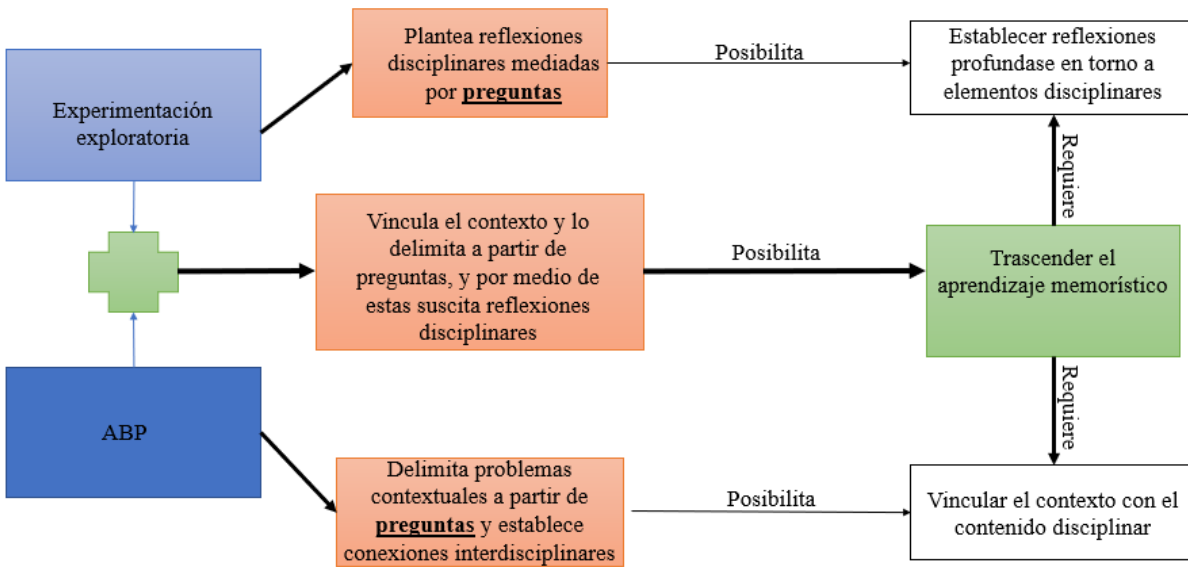 Experimentación
exploratoria
Plantea reflexiones
disciplinares mediadas
por preguntas
Posibilita
Establecer reflexiones
profundase en torno a
elementos disciplinares
Requiere
Vincula el contexto y lo
delimita a partir de
preguntas, y por medio de
estas suscita reflexiones
disciplinares
Posibilita
Trascender el
aprendizaje memorístico
Requiere
ABP
Delimita problemas
contextuales a partir de
preguntas y establece
conexiones interdisciplinares
Posibilita
Vincular el contexto con el
contenido disciplinar